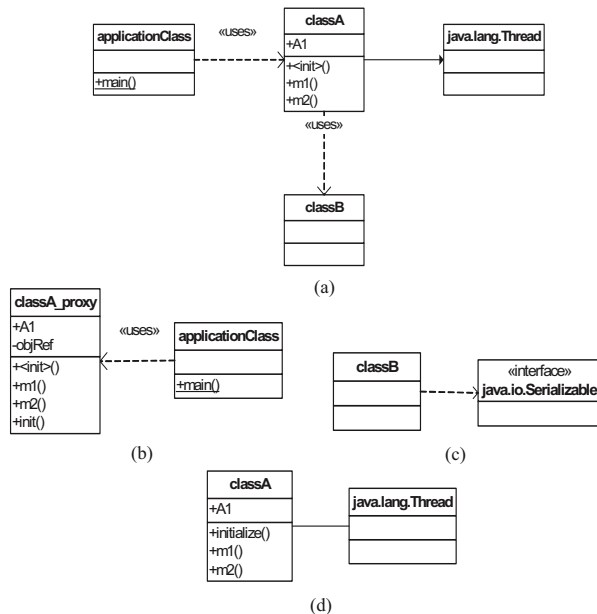 applicationClass
+main()
«uses»
classA
+A1
+<init>()
+m1()
+m2()
java.lang.Thread
«uses»
classB
(a)
classA_proxy
+A1
-objRef
+<init>()
+m1()
+m2()
+init()
«uses»
applicationClass
+main()
(b)
classB
«interface»
java.io.Serializable
(c)
classA
+A1
+initialize()
+m1()
+m2()
java.lang.Thread
(d)